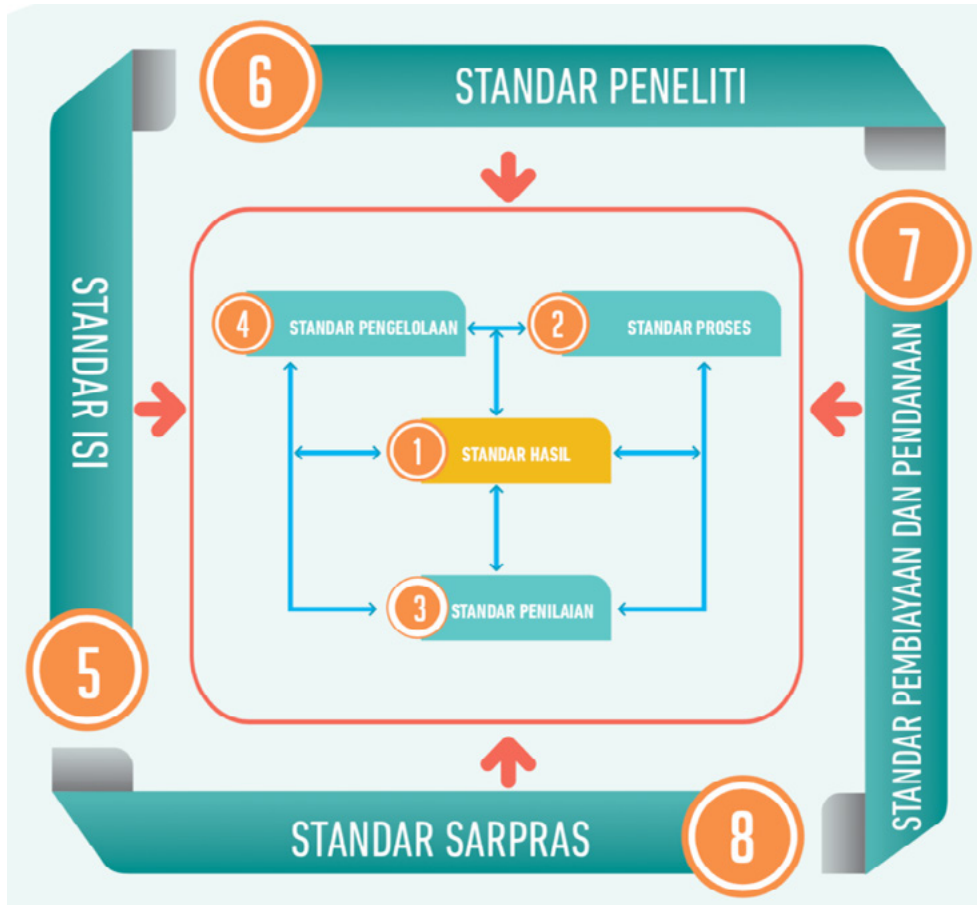 6
STANDAR PENELITI
7
STANDAR PEMBIAYAAN DAN PENDANAAN
STANDAR ISI
5
4
STANDAR PENGELOLAAN
2
STANDAR PROSES
1
STANDAR HASIL
3
STANDAR PENILAIAN
STANDAR SARPRAS
8